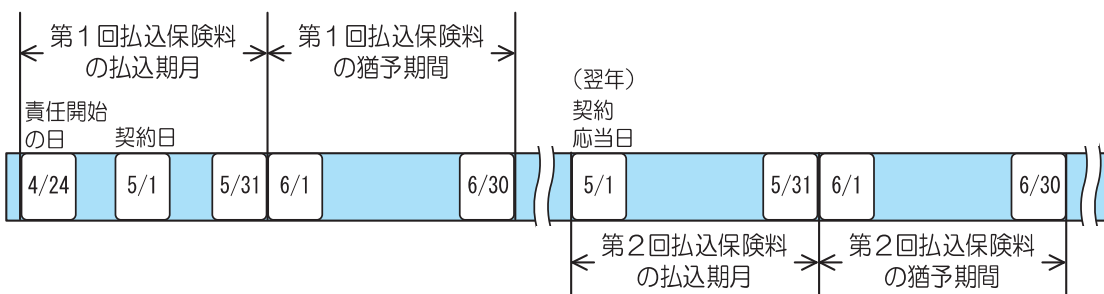 第１回払込保険料
の払込期月
第１回払込保険料
の猶予期間
責任開始
の日
契約日
（翌年）
契約
応当日
4/24
5/1
5/31
6/1
6/30
5/1
5/31
6/1
6/30
第２回払込保険料
の払込期月
第２回払込保険料
の猶予期間